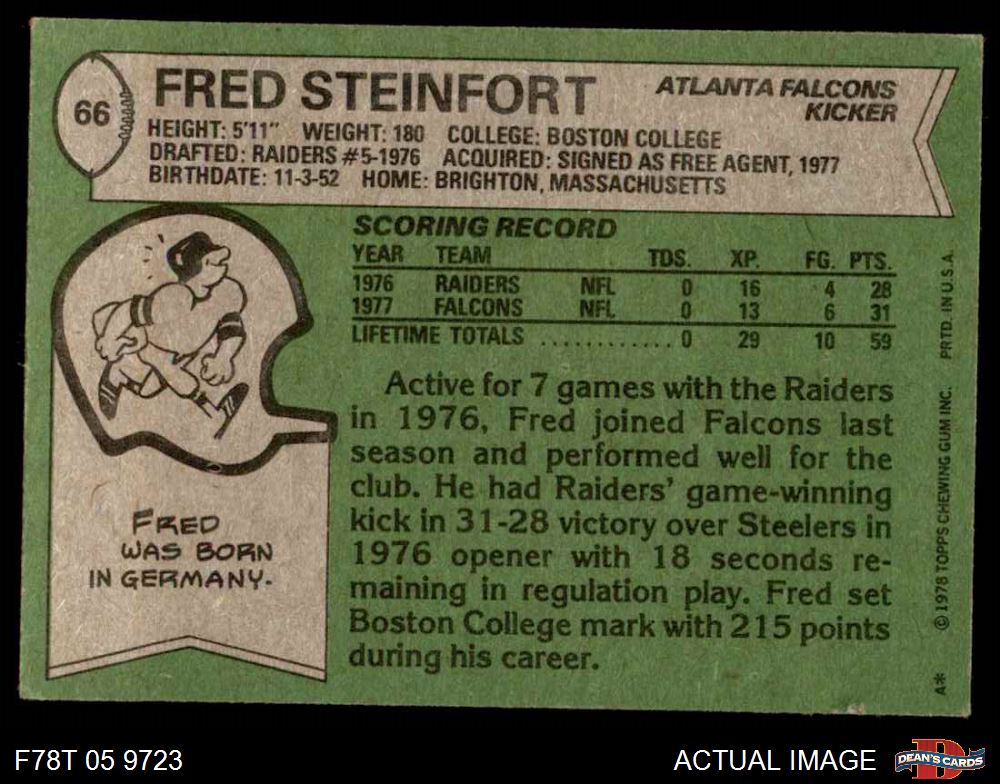 66
FRED STEINFORT
ATLANTA FALCONS
KICKER
HEIGHT: 5'11" WEIGHT: 180 COLLEGE: BOSTON COLLEGE
DRAFTED: RAIDERS #5-1976 ACQUIRED: SIGNED AS FREE AGENT, 1977
BIRTHDATE: 11-3-52 HOME: BRIGHTON, MASSACHUSETTS
SCORING RECORD
YEAR TEAM TDS. XP. FG. PTS.
1976 RAIDERS NFL 0 16 4 28
1977 FALCONS NFL 0 13 6 31
LIFETIME TOTALS ............ 0 29 10 59
Active for 7 games with the Raiders
in 1976, Fred joined Falcons last
season and performed well for the
club. He had Raiders' game-winning
kick in 31-28 victory over Steelers in
1976 opener with 18 seconds re-
maining in regulation play. Fred set
Boston College mark with 215 points
during his career.
FRED
WAS BORN
IN GERMANY.
A* © 1978 TOPPS CHEWING GUM INC. PRTD. IN U.S.A.
F78T 05 9723
ACTUAL IMAGE
D
DEAN'S CARDS